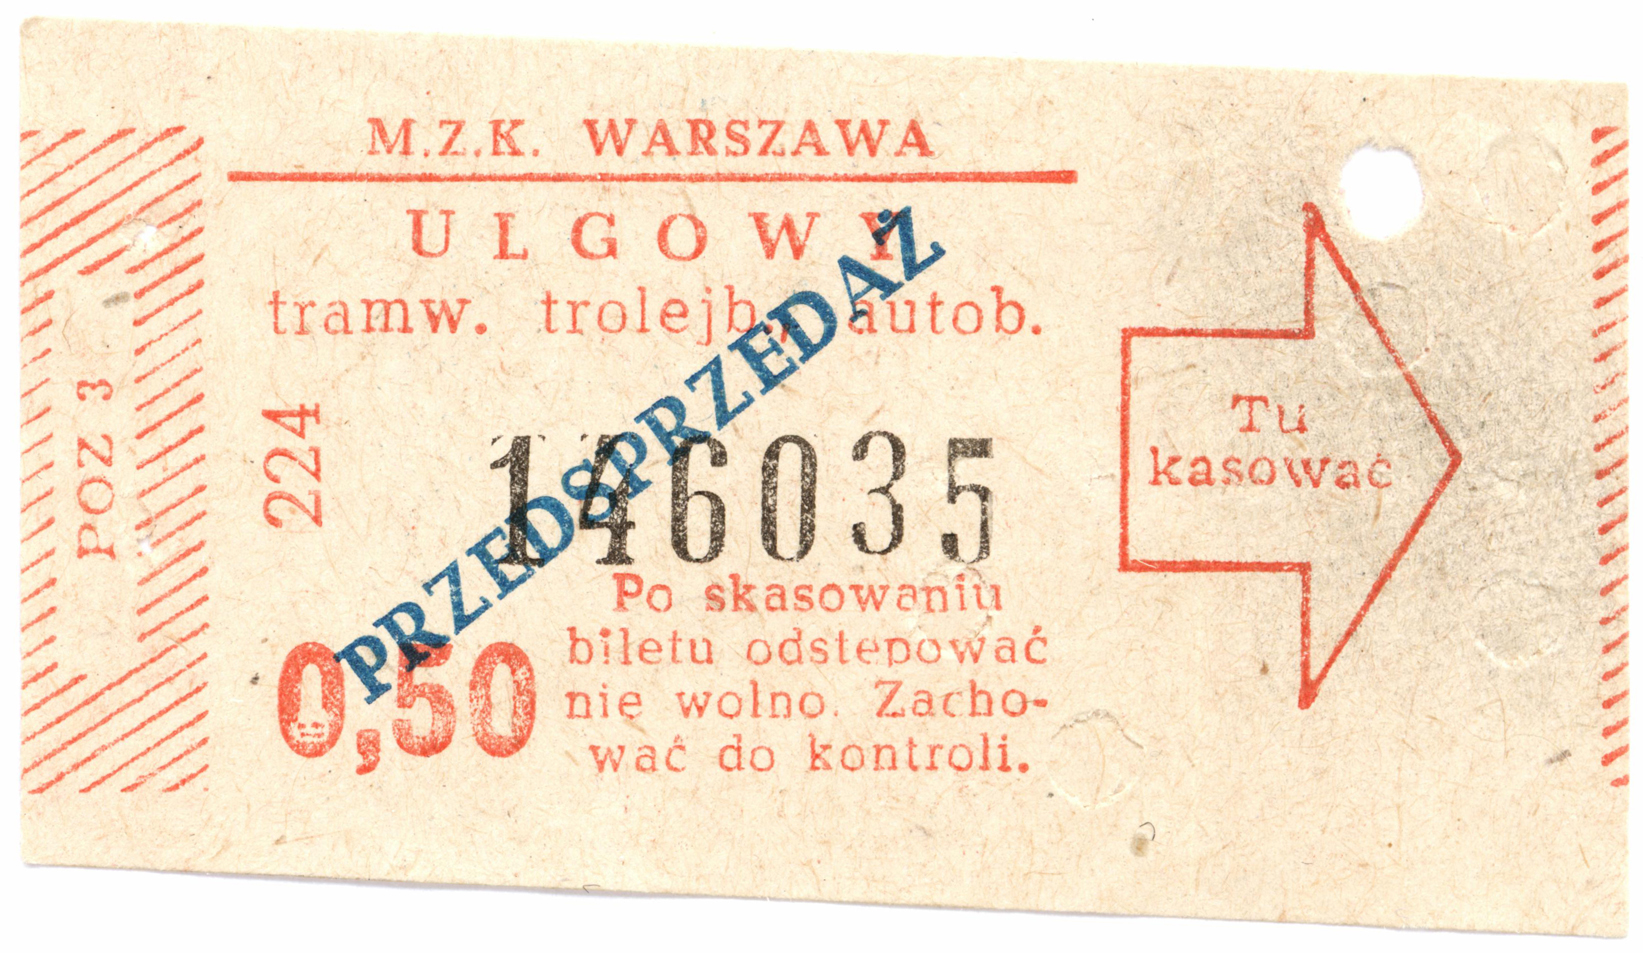 M.Z.K. WARSZAWA
ULGOWY
tramw. trolejb., autob.
PRZEDSPRZEDAŻ
POZ 3
224
146035
0,50
Po skasowaniu
biletu odstępować
nie wolno. Zacho-
wać do kontroli.
Tu
kasować